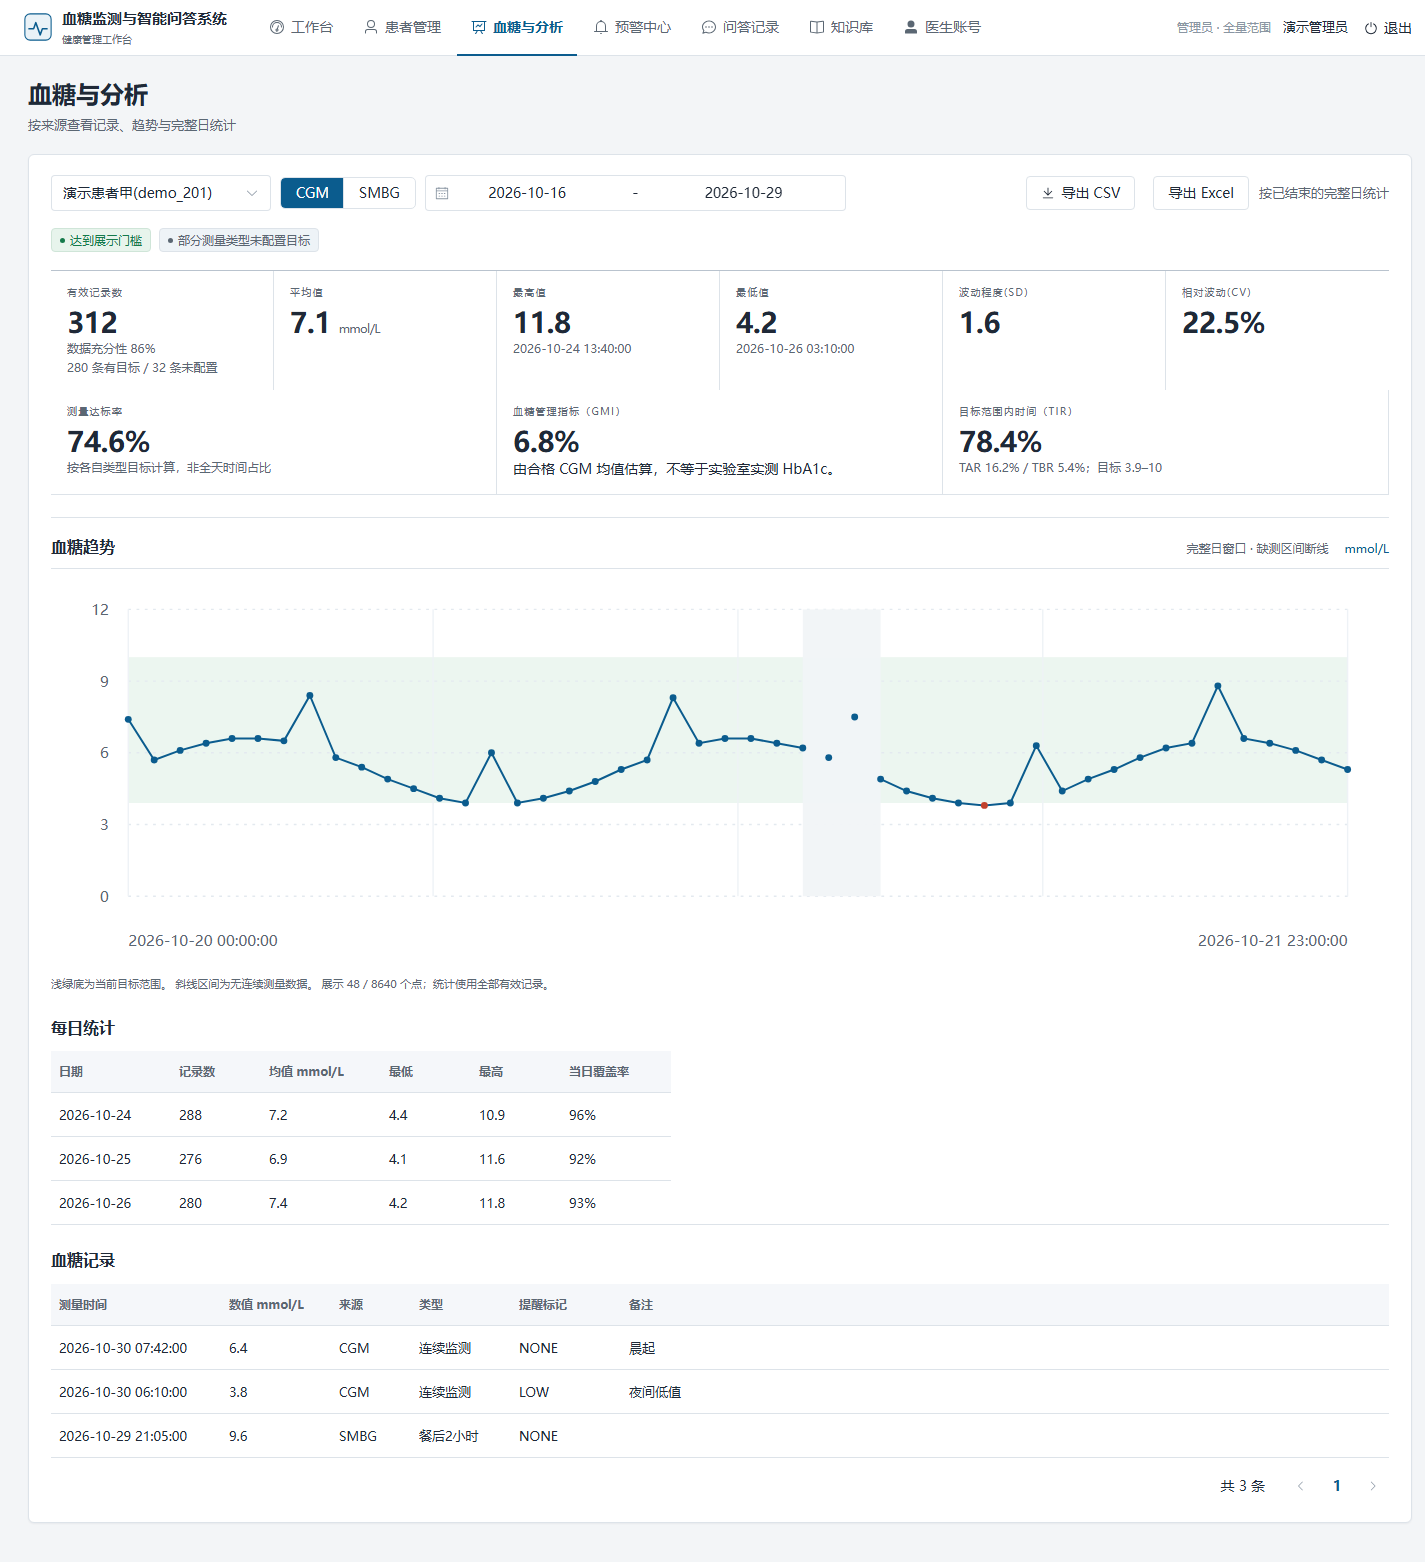 血糖监测与智能问答系统
健康管理工作台
工作台
患者管理
血糖与分析
预警中心
问答记录
知识库
医生账号
管理员 · 全量范围
演示管理员
退出
血糖与分析
按来源查看记录、趋势与完整日统计
演示患者甲(demo_201)
CGM
SMBG
2026-10-16 - 2026-10-29
导出 CSV
导出 Excel
按已结束的完整日统计
达到展示门槛
部分测量类型未配置目标
有效记录数
312
数据充分性 86%
280 条有目标 / 32 条未配置
平均值
7.1 mmol/L
最高值
11.8
2026-10-24 13:40:00
最低值
4.2
2026-10-26 03:10:00
波动程度(SD)
1.6
相对波动(CV)
22.5%
测量达标率
74.6%
按各自类型目标计算，非全天时间占比
血糖管理指标（GMI）
6.8%
由合格 CGM 均值估算，不等于实验室实测 HbA1c。
目标范围内时间（TIR）
78.4%
TAR 16.2% / TBR 5.4%；目标 3.9–10
血糖趋势
完整日窗口 · 缺测区间断线 mmol/L
12
9
6
3
0
2026-10-20 00:00:00
2026-10-21 23:00:00
浅绿底为当前目标范围。 斜线区间为无连续测量数据。 展示 48 / 8640 个点；统计使用全部有效记录。
每日统计
日期 记录数 均值 mmol/L 最低 最高 当日覆盖率
2026-10-24 288 7.2 4.4 10.9 96%
2026-10-25 276 6.9 4.1 11.6 92%
2026-10-26 280 7.4 4.2 11.8 93%
血糖记录
测量时间 数值 mmol/L 来源 类型 提醒标记 备注
2026-10-30 07:42:00 6.4 CGM 连续监测 NONE 晨起
2026-10-30 06:10:00 3.8 CGM 连续监测 LOW 夜间低值
2026-10-29 21:05:00 9.6 SMBG 餐后2小时 NONE
共 3 条
1